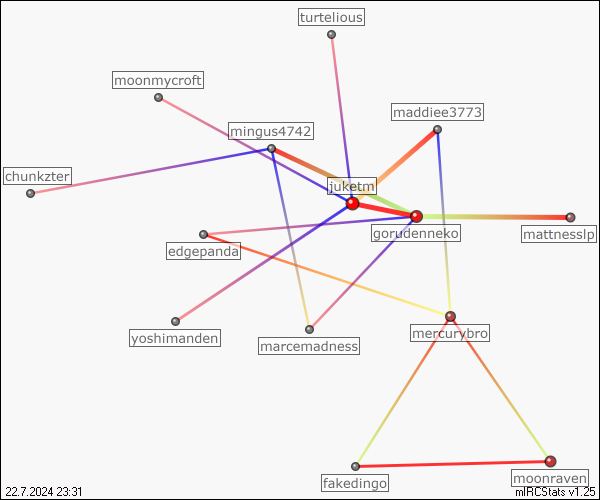 turtelious
moonmycroft
maddiee3773
mingus4742
chunkzter
juketm
gorudenneko
mattnesslp
edgepanda
mercurybro
yoshimanden
marcemadness
fakedingo
moonraven
22.7.2024 23:31
mIRCStats v1.25